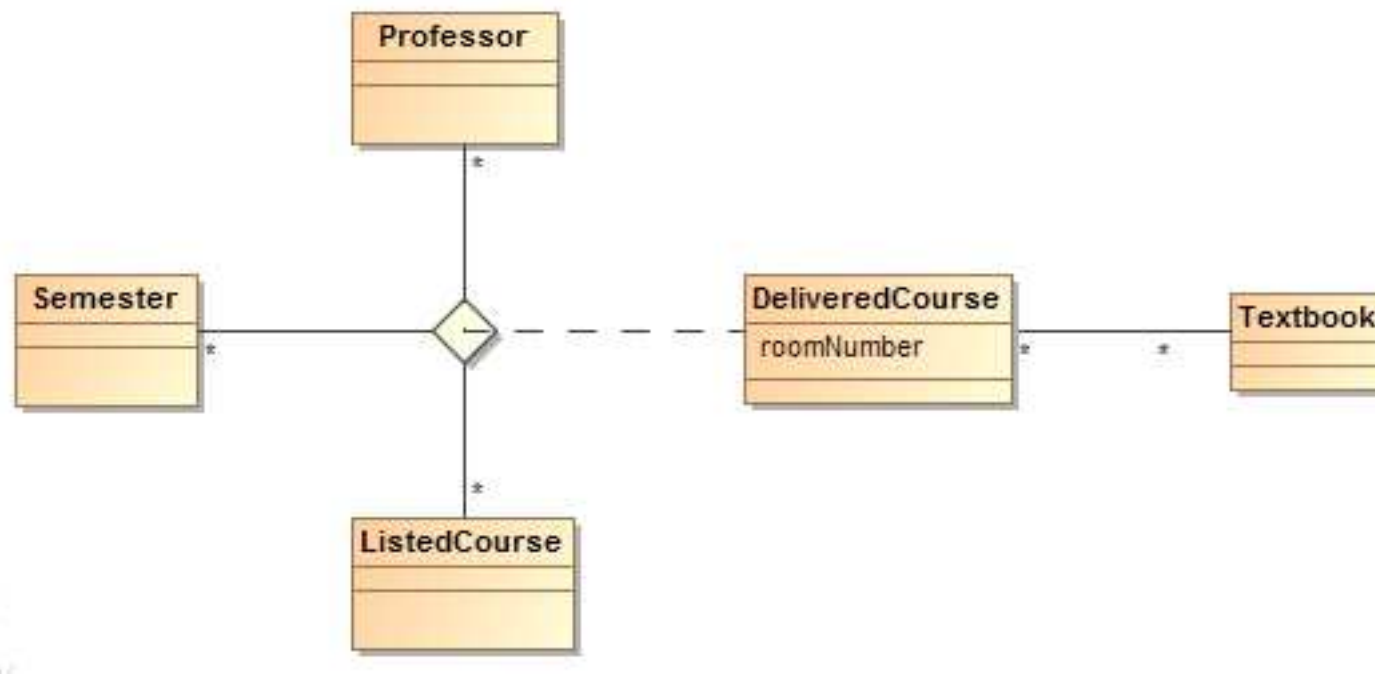 Professor
*
Semester
*
DeliveredCourse
roomNumber
*
*
Textbook
*
ListedCourse